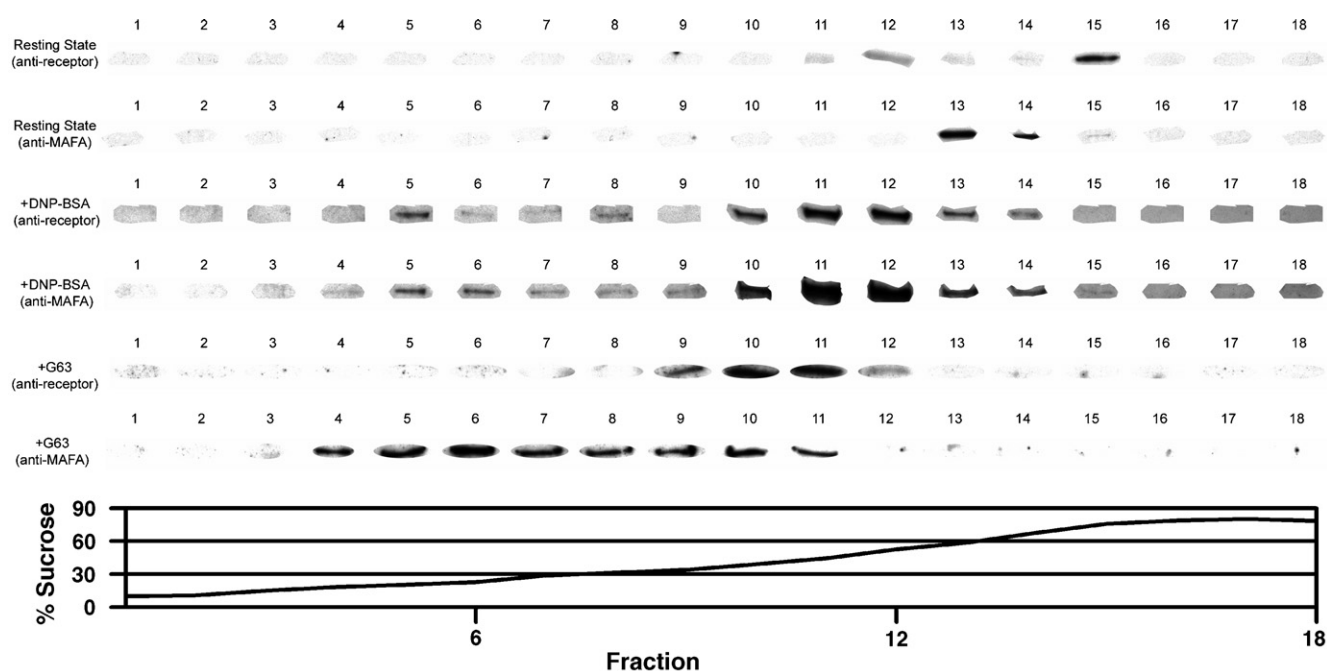 1 2 3 4 5 6 7 8 9 10 11 12 13 14 15 16 17 18
Resting State
(anti-receptor)
1 2 3 4 5 6 7 8 9 10 11 12 13 14 15 16 17 18
Resting State
(anti-MAFA)
1 2 3 4 5 6 7 8 9 10 11 12 13 14 15 16 17 18
+DNP-BSA
(anti-receptor)
1 2 3 4 5 6 7 8 9 10 11 12 13 14 15 16 17 18
+DNP-BSA
(anti-MAFA)
1 2 3 4 5 6 7 8 9 10 11 12 13 14 15 16 17 18
+G63
(anti-receptor)
1 2 3 4 5 6 7 8 9 10 11 12 13 14 15 16 17 18
+G63
(anti-MAFA)
% Sucrose
90
60
30
0
6 12 18
Fraction